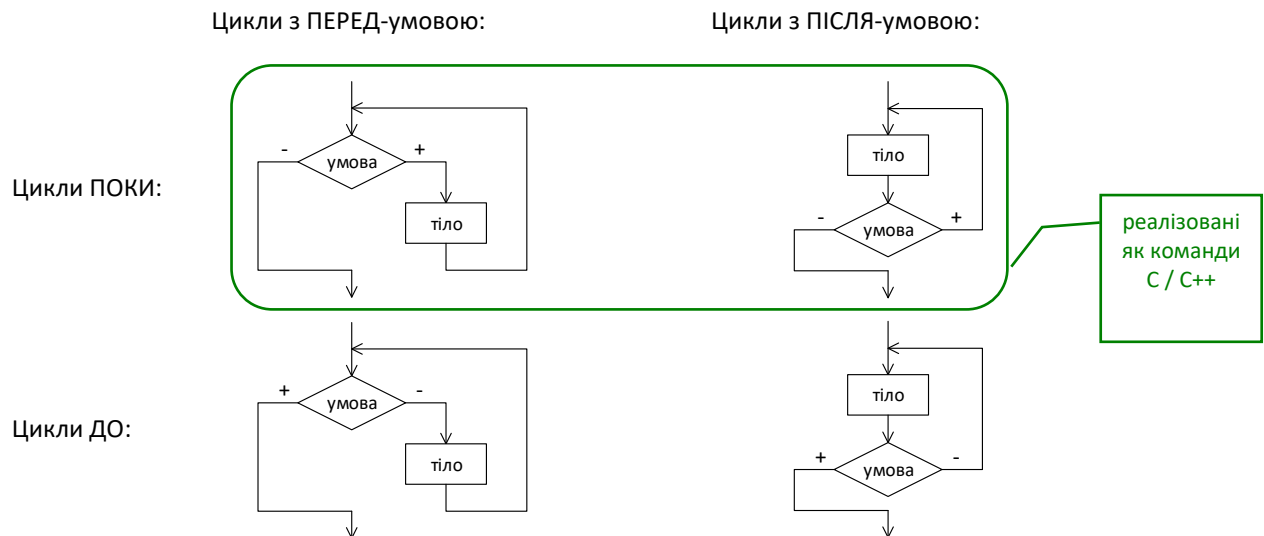 Цикли з ПЕРЕД-умовою:
Цикли з ПІСЛЯ-умовою:
Цикли ПОКИ:
-
умова
+
тіло
тіло
-
умова
+
реалізовані
як команди
C / C++
Цикли ДО:
+
умова
-
тіло
тіло
+
умова
-